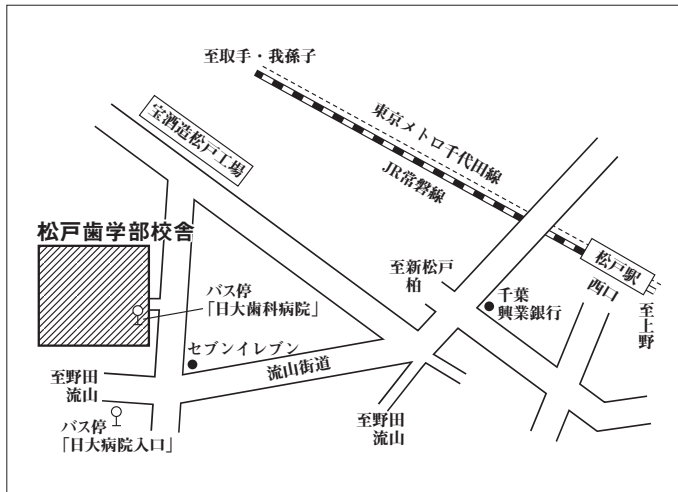 至取手・我孫子
東京メトロ千代田線
JR常磐線
宝酒造松戸工場
松戸歯学部校舎
松戸駅
西口
至上野
至新松戸
柏
千葉
興業銀行
バス停
「日大歯科病院」
セブンイレブン
流山街道
至野田
流山
バス停
「日大病院入口」
至野田
流山